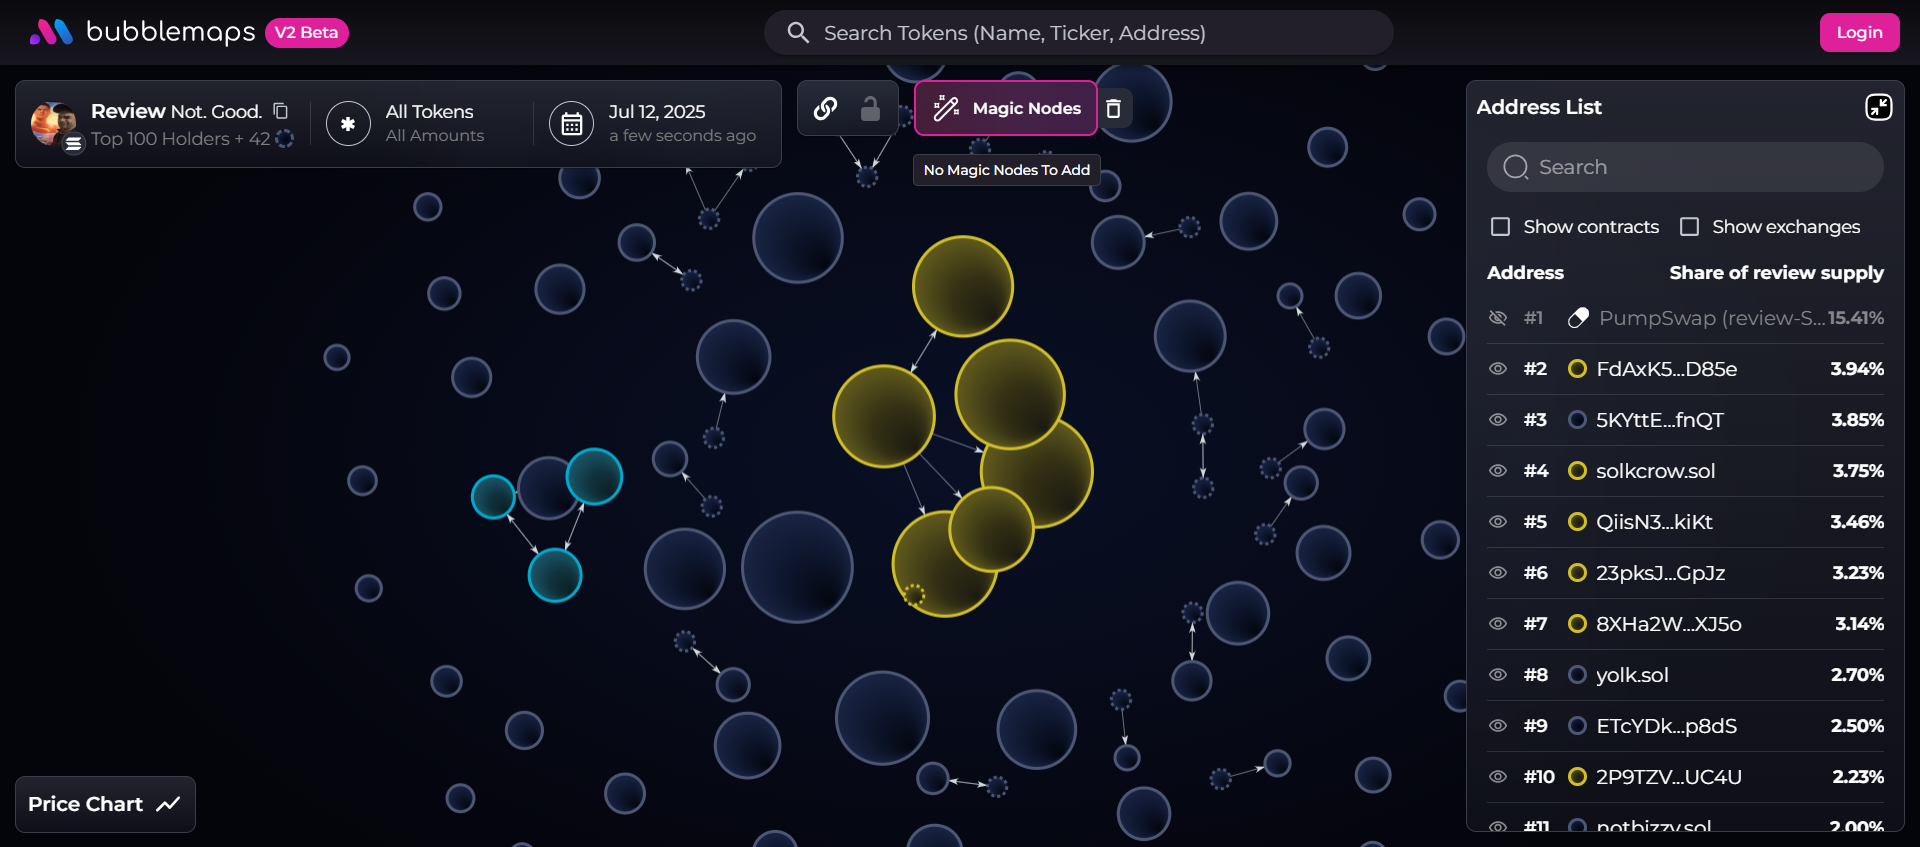 bubblemaps V2 Beta
Search Tokens (Name, Ticker, Address)
Login
Review Not. Good.
Top 100 Holders + 42
All Tokens
All Amounts
Jul 12, 2025
a few seconds ago
Magic Nodes
No Magic Nodes To Add
Address List
Search
Show contracts Show exchanges
Address Share of review supply
#1 PumpSwap (review-S... 15.41%
#2 FdAxK5...D85e 3.94%
#3 5KYttE...fnQT 3.85%
#4 solkcrow.sol 3.75%
#5 QiisN3...kiKt 3.46%
#6 23pksJ...GpJz 3.23%
#7 8XHa2W...XJ5o 3.14%
#8 yolk.sol 2.70%
#9 ETcYDk...p8dS 2.50%
#10 2P9TZV...UC4U 2.23%
#11 notbizzy.sol 2.00%
Price Chart